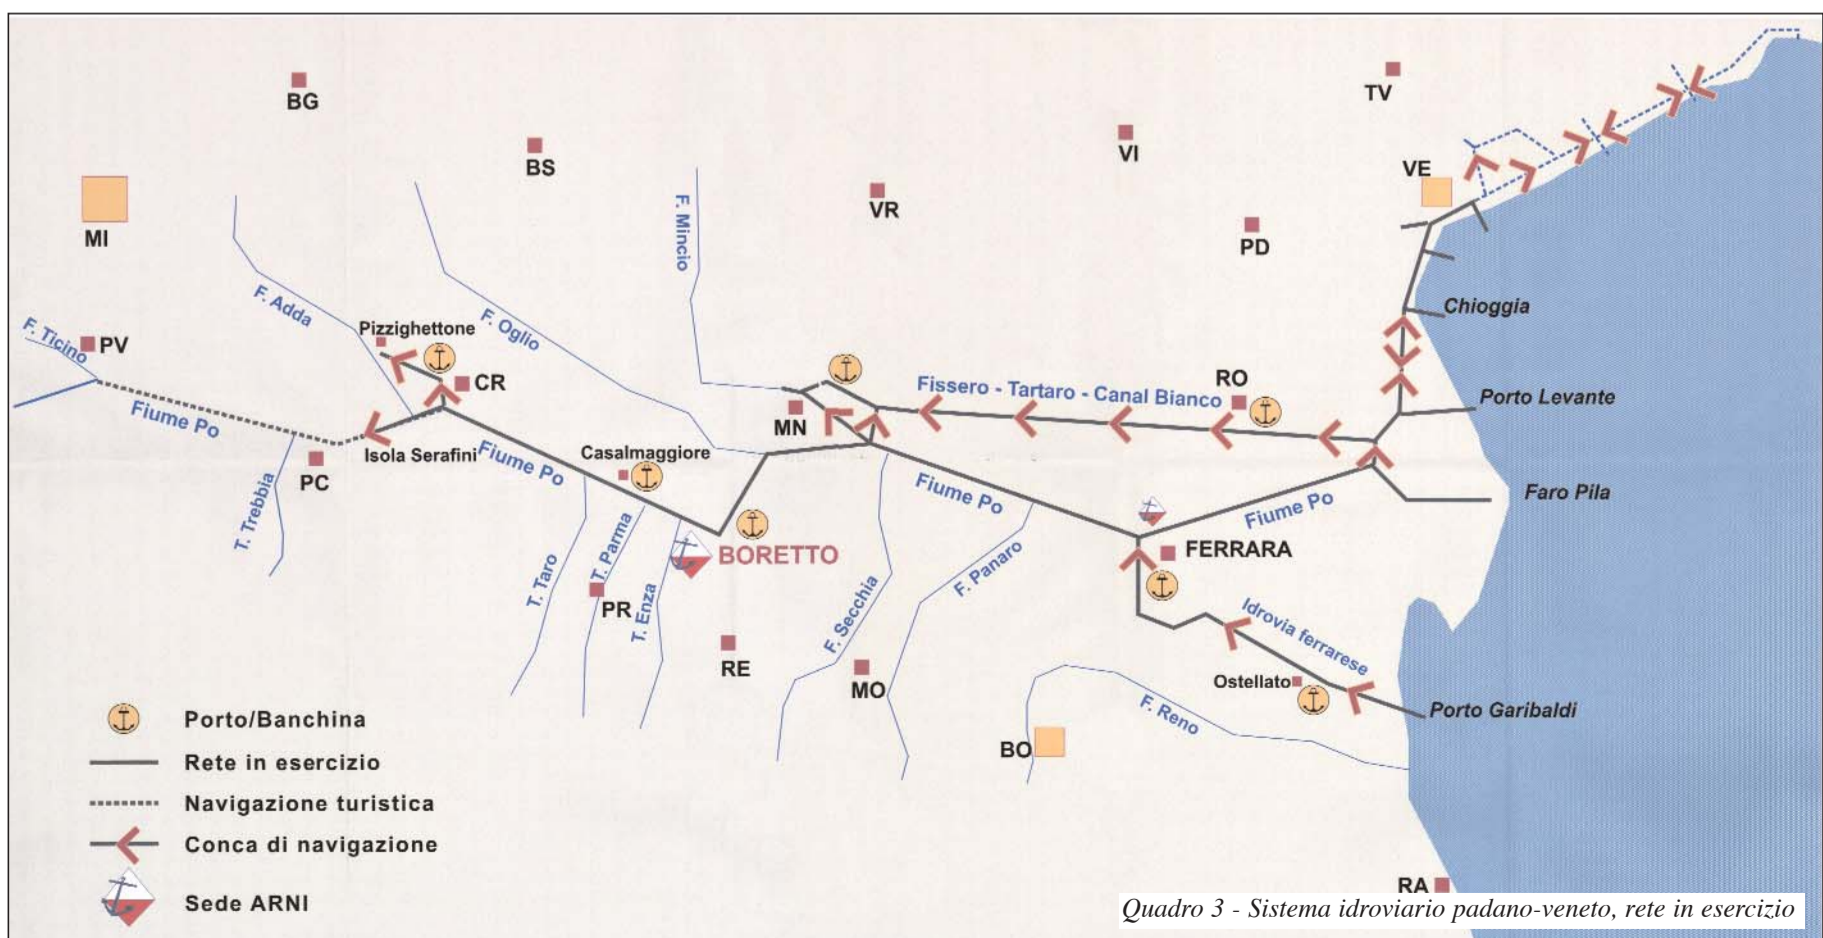 BG
BS
TV
VI
VE
MI
VR
PD
F. Mincio
F. Adda
F. Ticino
PV
Pizzighettone
F. Oglio
CR
Chioggia
Fissero - Tartaro - Canal Bianco
RO
Porto Levante
Fiume Po
MN
Isola Serafini
PC
Fiume Po
Casalmaggiore
Fiume Po
Fiume Po
Faro Pila
T. Trebbia
T. Taro
T. Parma
T. Enza
BORETTO
F. Secchia
F. Panaro
FERRARA
PR
RE
MO
Idrovia ferrarese
Ostellato
F. Reno
Porto Garibaldi
BO
RA
Porto/Banchina
Rete in esercizio
Navigazione turistica
Conca di navigazione
Sede ARNI
Quadro 3 - Sistema idroviario padano-veneto, rete in esercizio